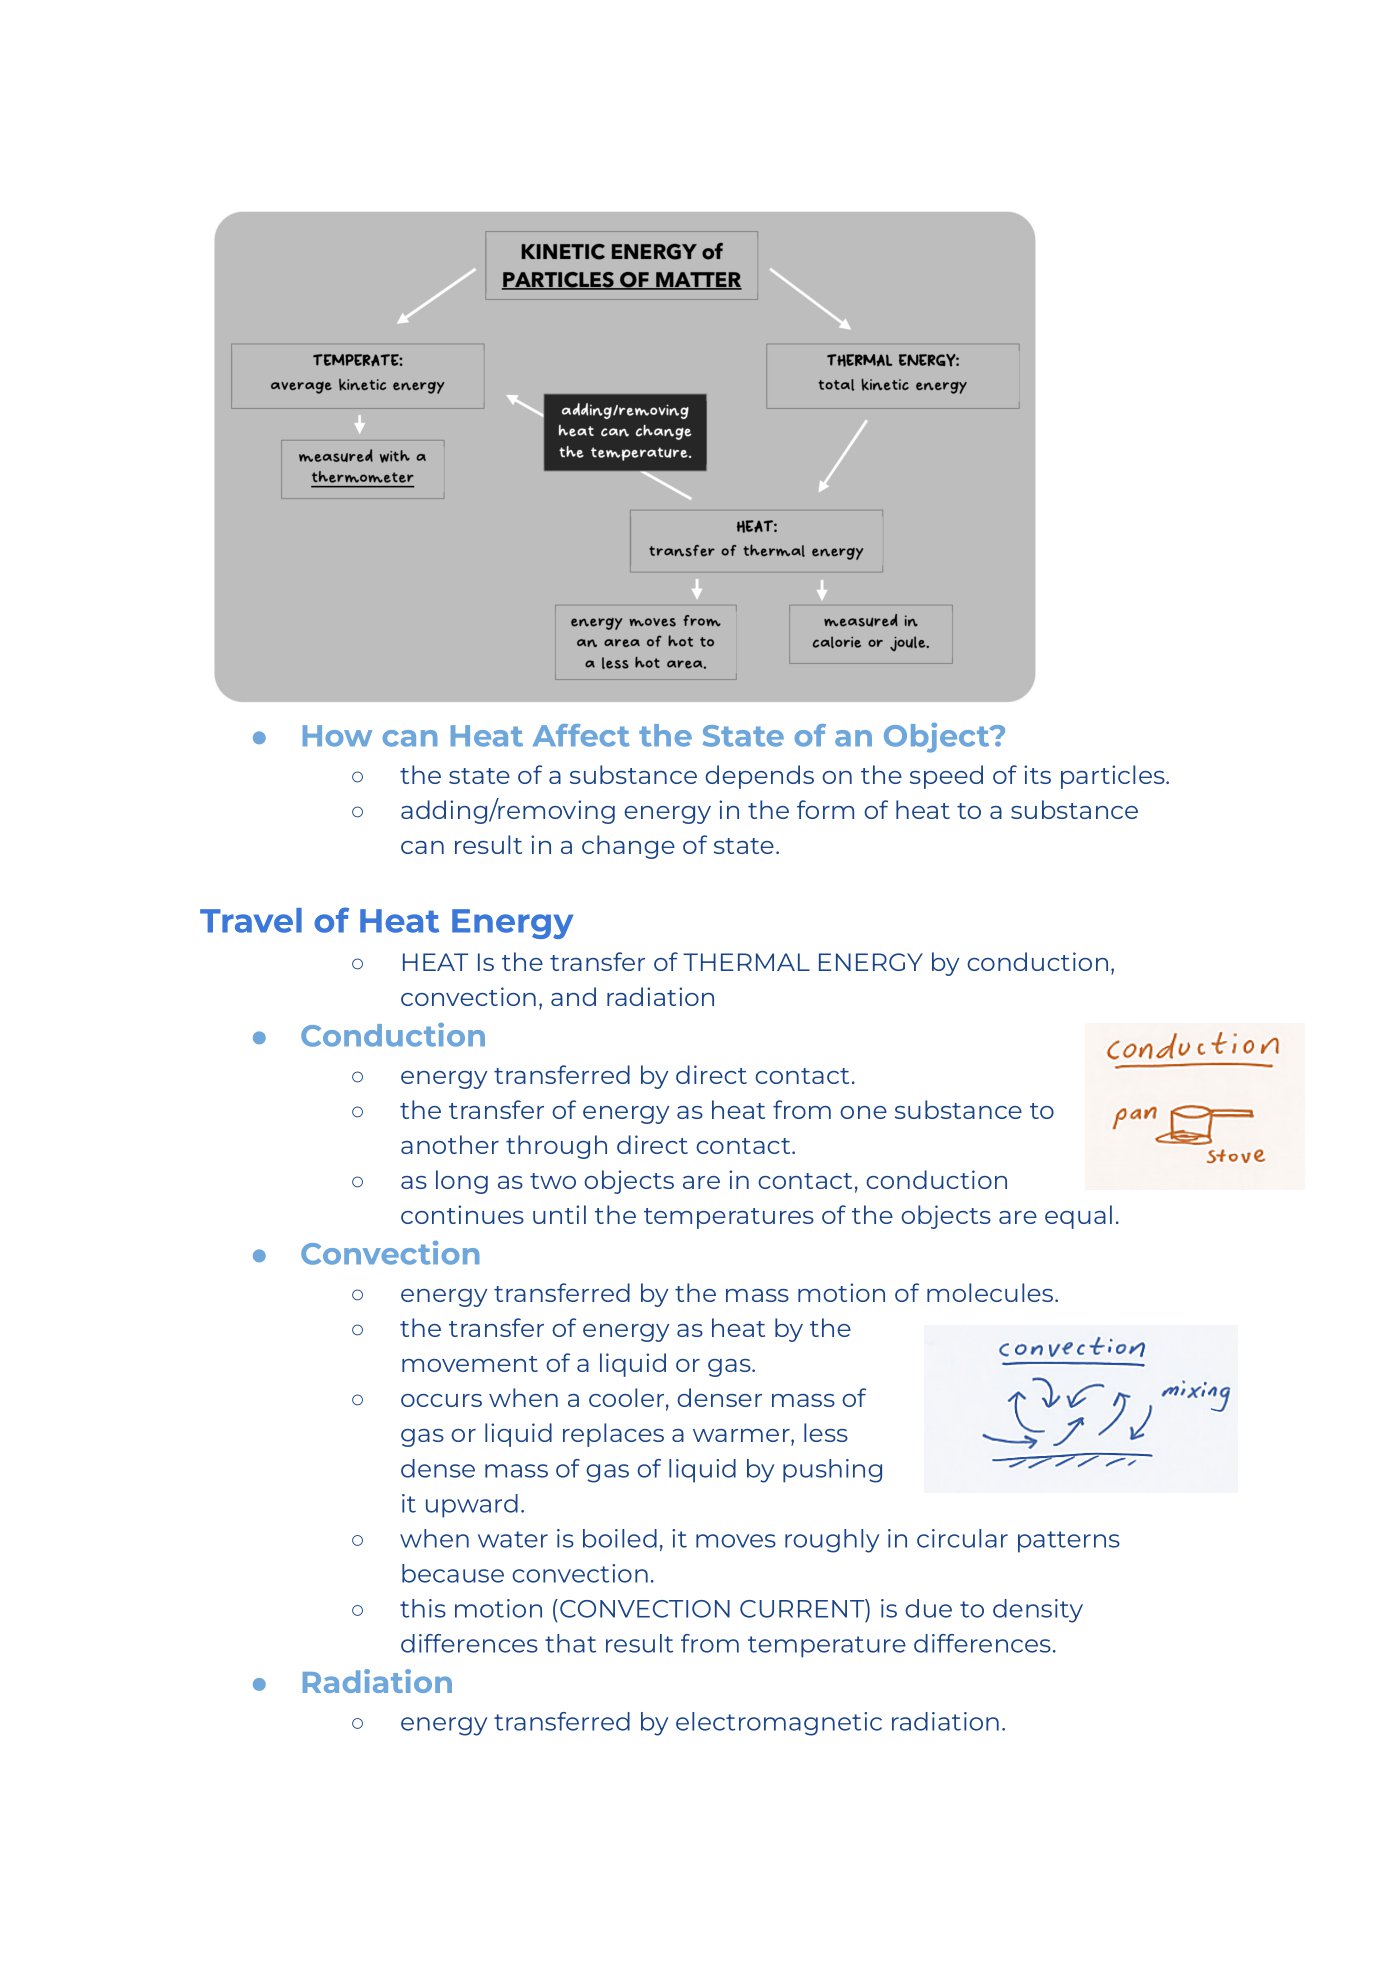 KINETIC ENERGY of
PARTICLES OF MATTER
TEMPERATE:
average kinetic energy
THERMAL ENERGY:
total kinetic energy
adding/removing
heat can change
the temperature.
measured with a
thermometer
HEAT:
transfer of thermal energy
energy moves from
an area of hot to
a less hot area.
measured in
calorie or joule.
● How can Heat Affect the State of an Object?
○ the state of a substance depends on the speed of its particles.
○ adding/removing energy in the form of heat to a substance
can result in a change of state.
Travel of Heat Energy
○ HEAT Is the transfer of THERMAL ENERGY by conduction,
convection, and radiation
● Conduction
○ energy transferred by direct contact.
○ the transfer of energy as heat from one substance to
another through direct contact.
○ as long as two objects are in contact, conduction
continues until the temperatures of the objects are equal.
conduction
pan
stove
● Convection
○ energy transferred by the mass motion of molecules.
○ the transfer of energy as heat by the
movement of a liquid or gas.
○ occurs when a cooler, denser mass of
gas or liquid replaces a warmer, less
dense mass of gas of liquid by pushing
it upward.
convection
mixing
○ when water is boiled, it moves roughly in circular patterns
because convection.
○ this motion (CONVECTION CURRENT) is due to density
differences that result from temperature differences.
● Radiation
○ energy transferred by electromagnetic radiation.